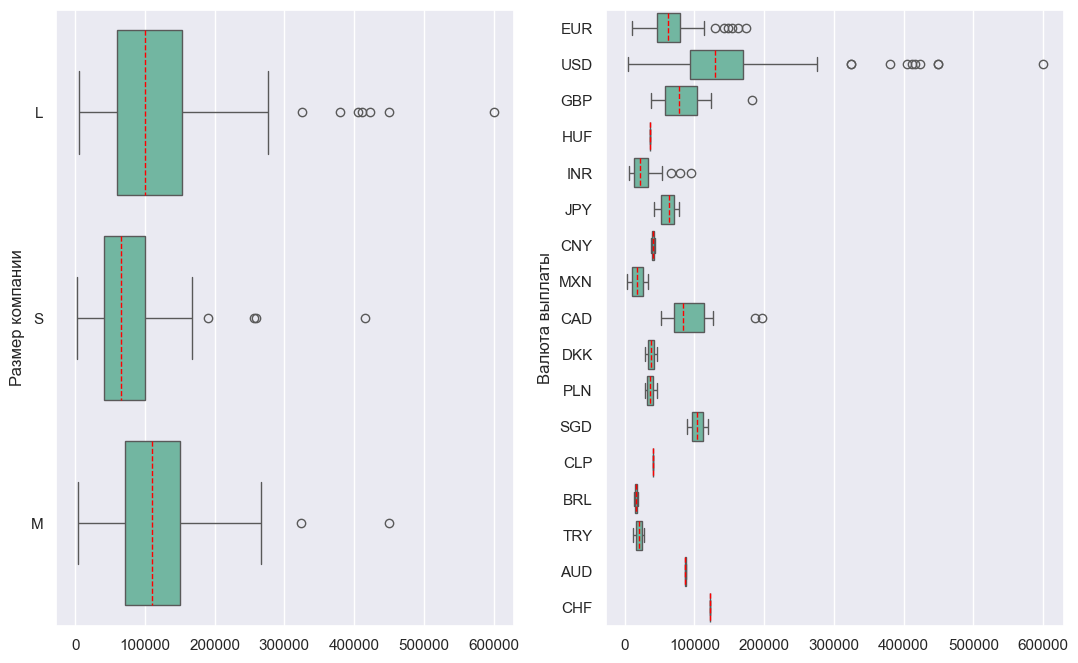 Размер компании
L
S
M
0 100000 200000 300000 400000 500000 600000
Валюта выплаты
EUR
USD
GBP
HUF
INR
JPY
CNY
MXN
CAD
DKK
PLN
SGD
CLP
BRL
TRY
AUD
CHF
0 100000 200000 300000 400000 500000 600000